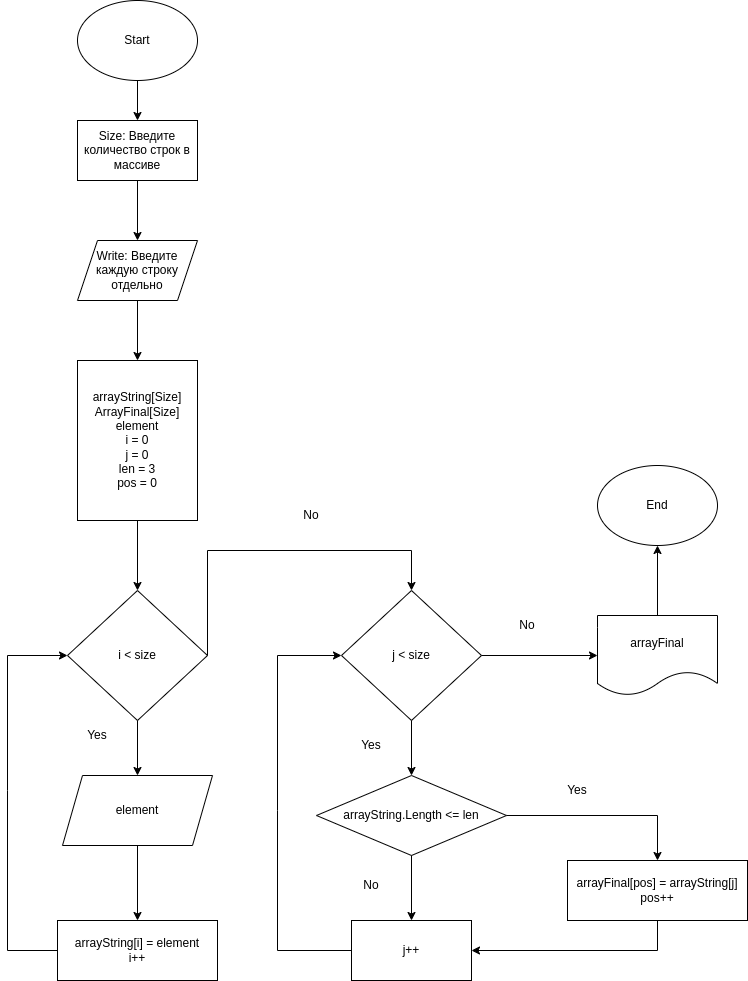 Start
Size: Введите
количество строк в
массиве
Write: Введите
каждую строку
отдельно
arrayString[Size]
ArrayFinal[Size]
element
i = 0
j = 0
len = 3
pos = 0
No
End
i < size
j < size
No
arrayFinal
Yes
Yes
element
arrayString.Length <= len
Yes
No
arrayFinal[pos] = arrayString[j]
pos++
arrayString[i] = element
i++
j++